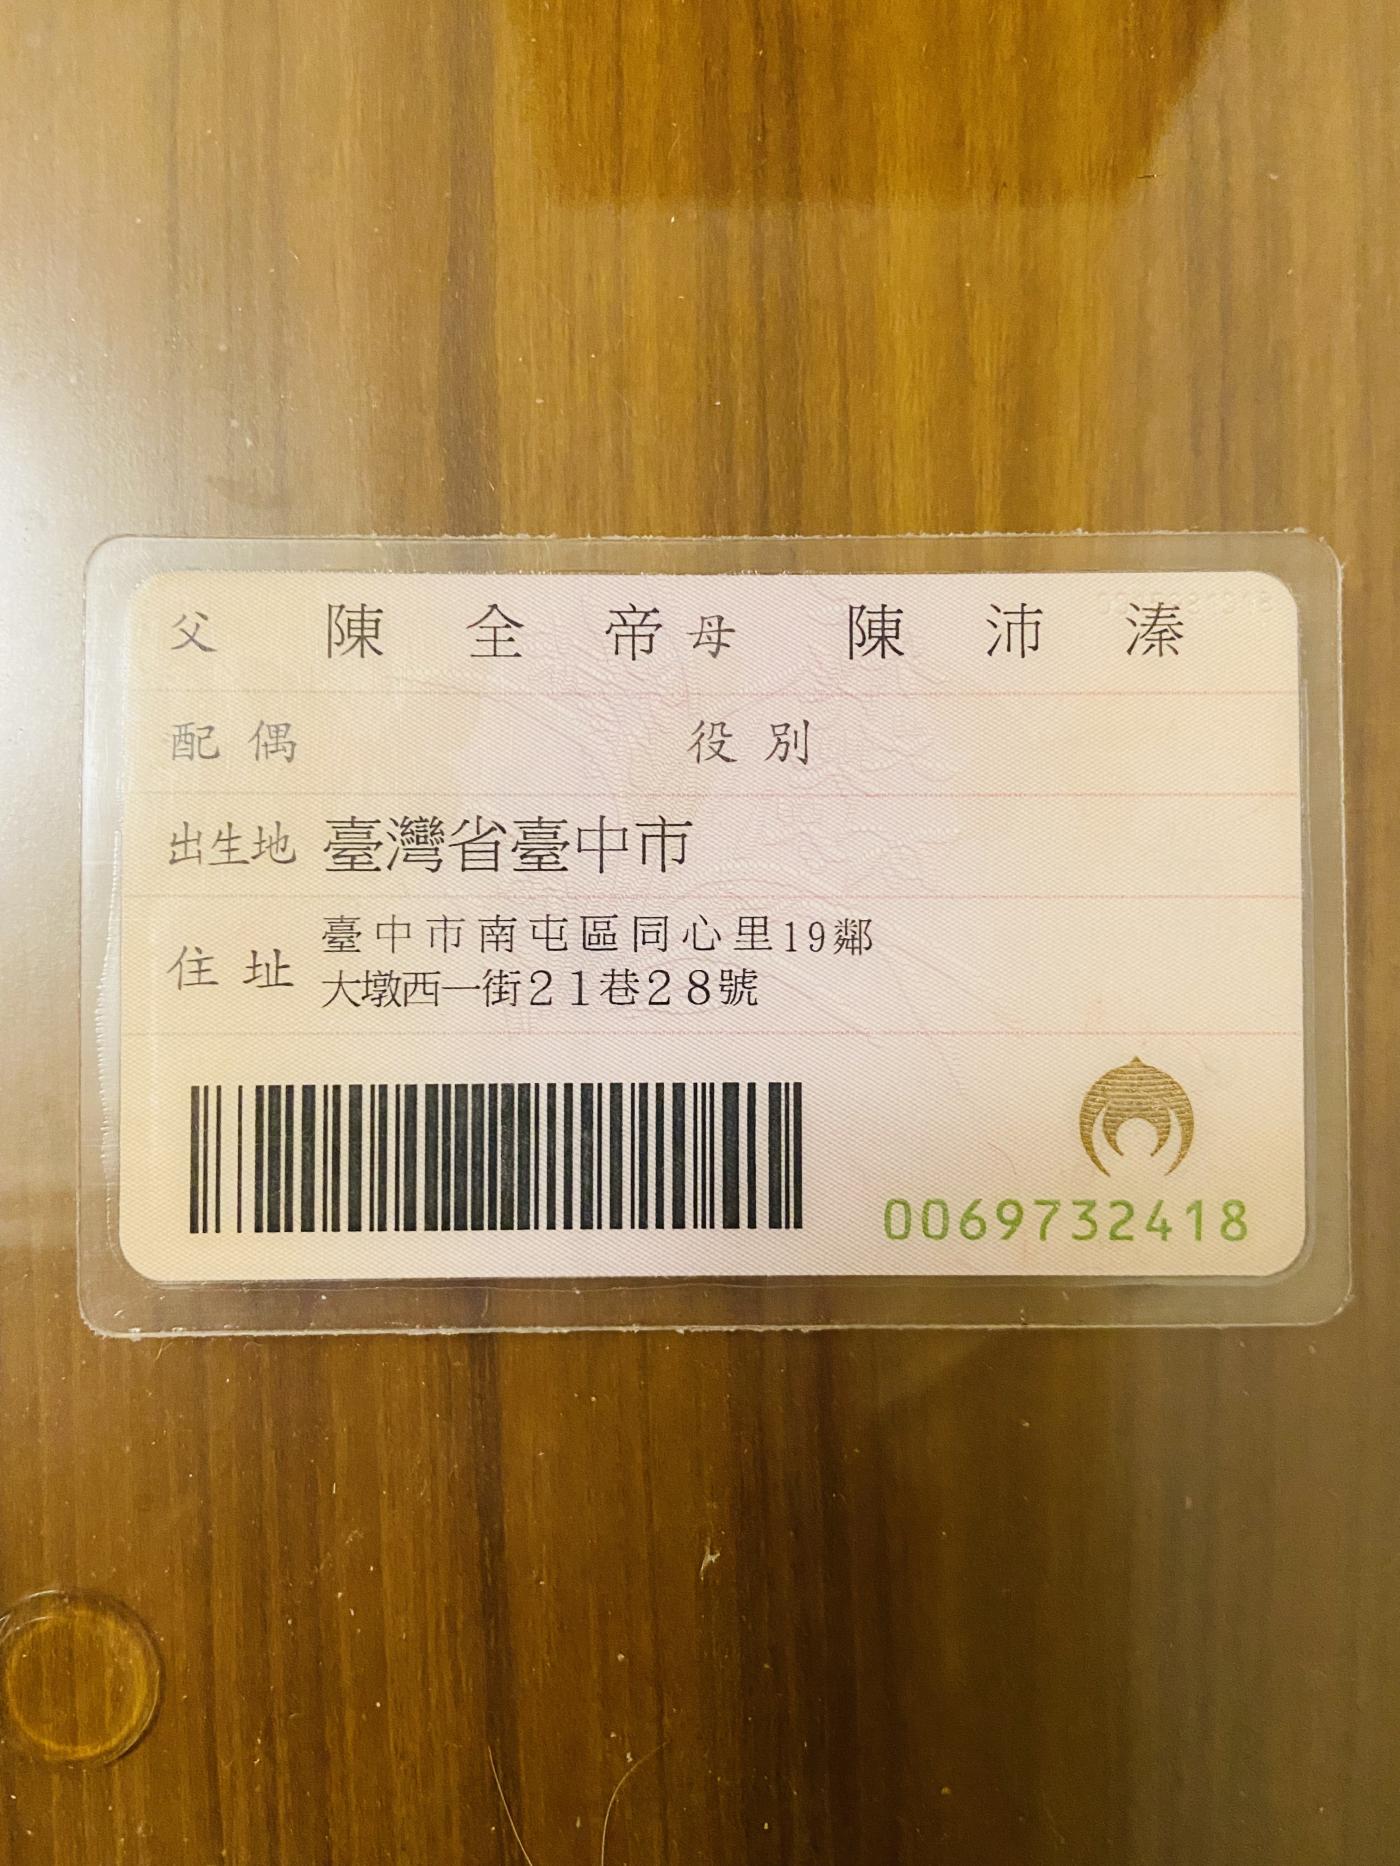 父 陳全帝 母 陳沛溱
配偶 役別
出生地 臺灣省臺中市
住址 臺中市南屯區同心里19鄰
大墩西一街21巷28號
0069732418